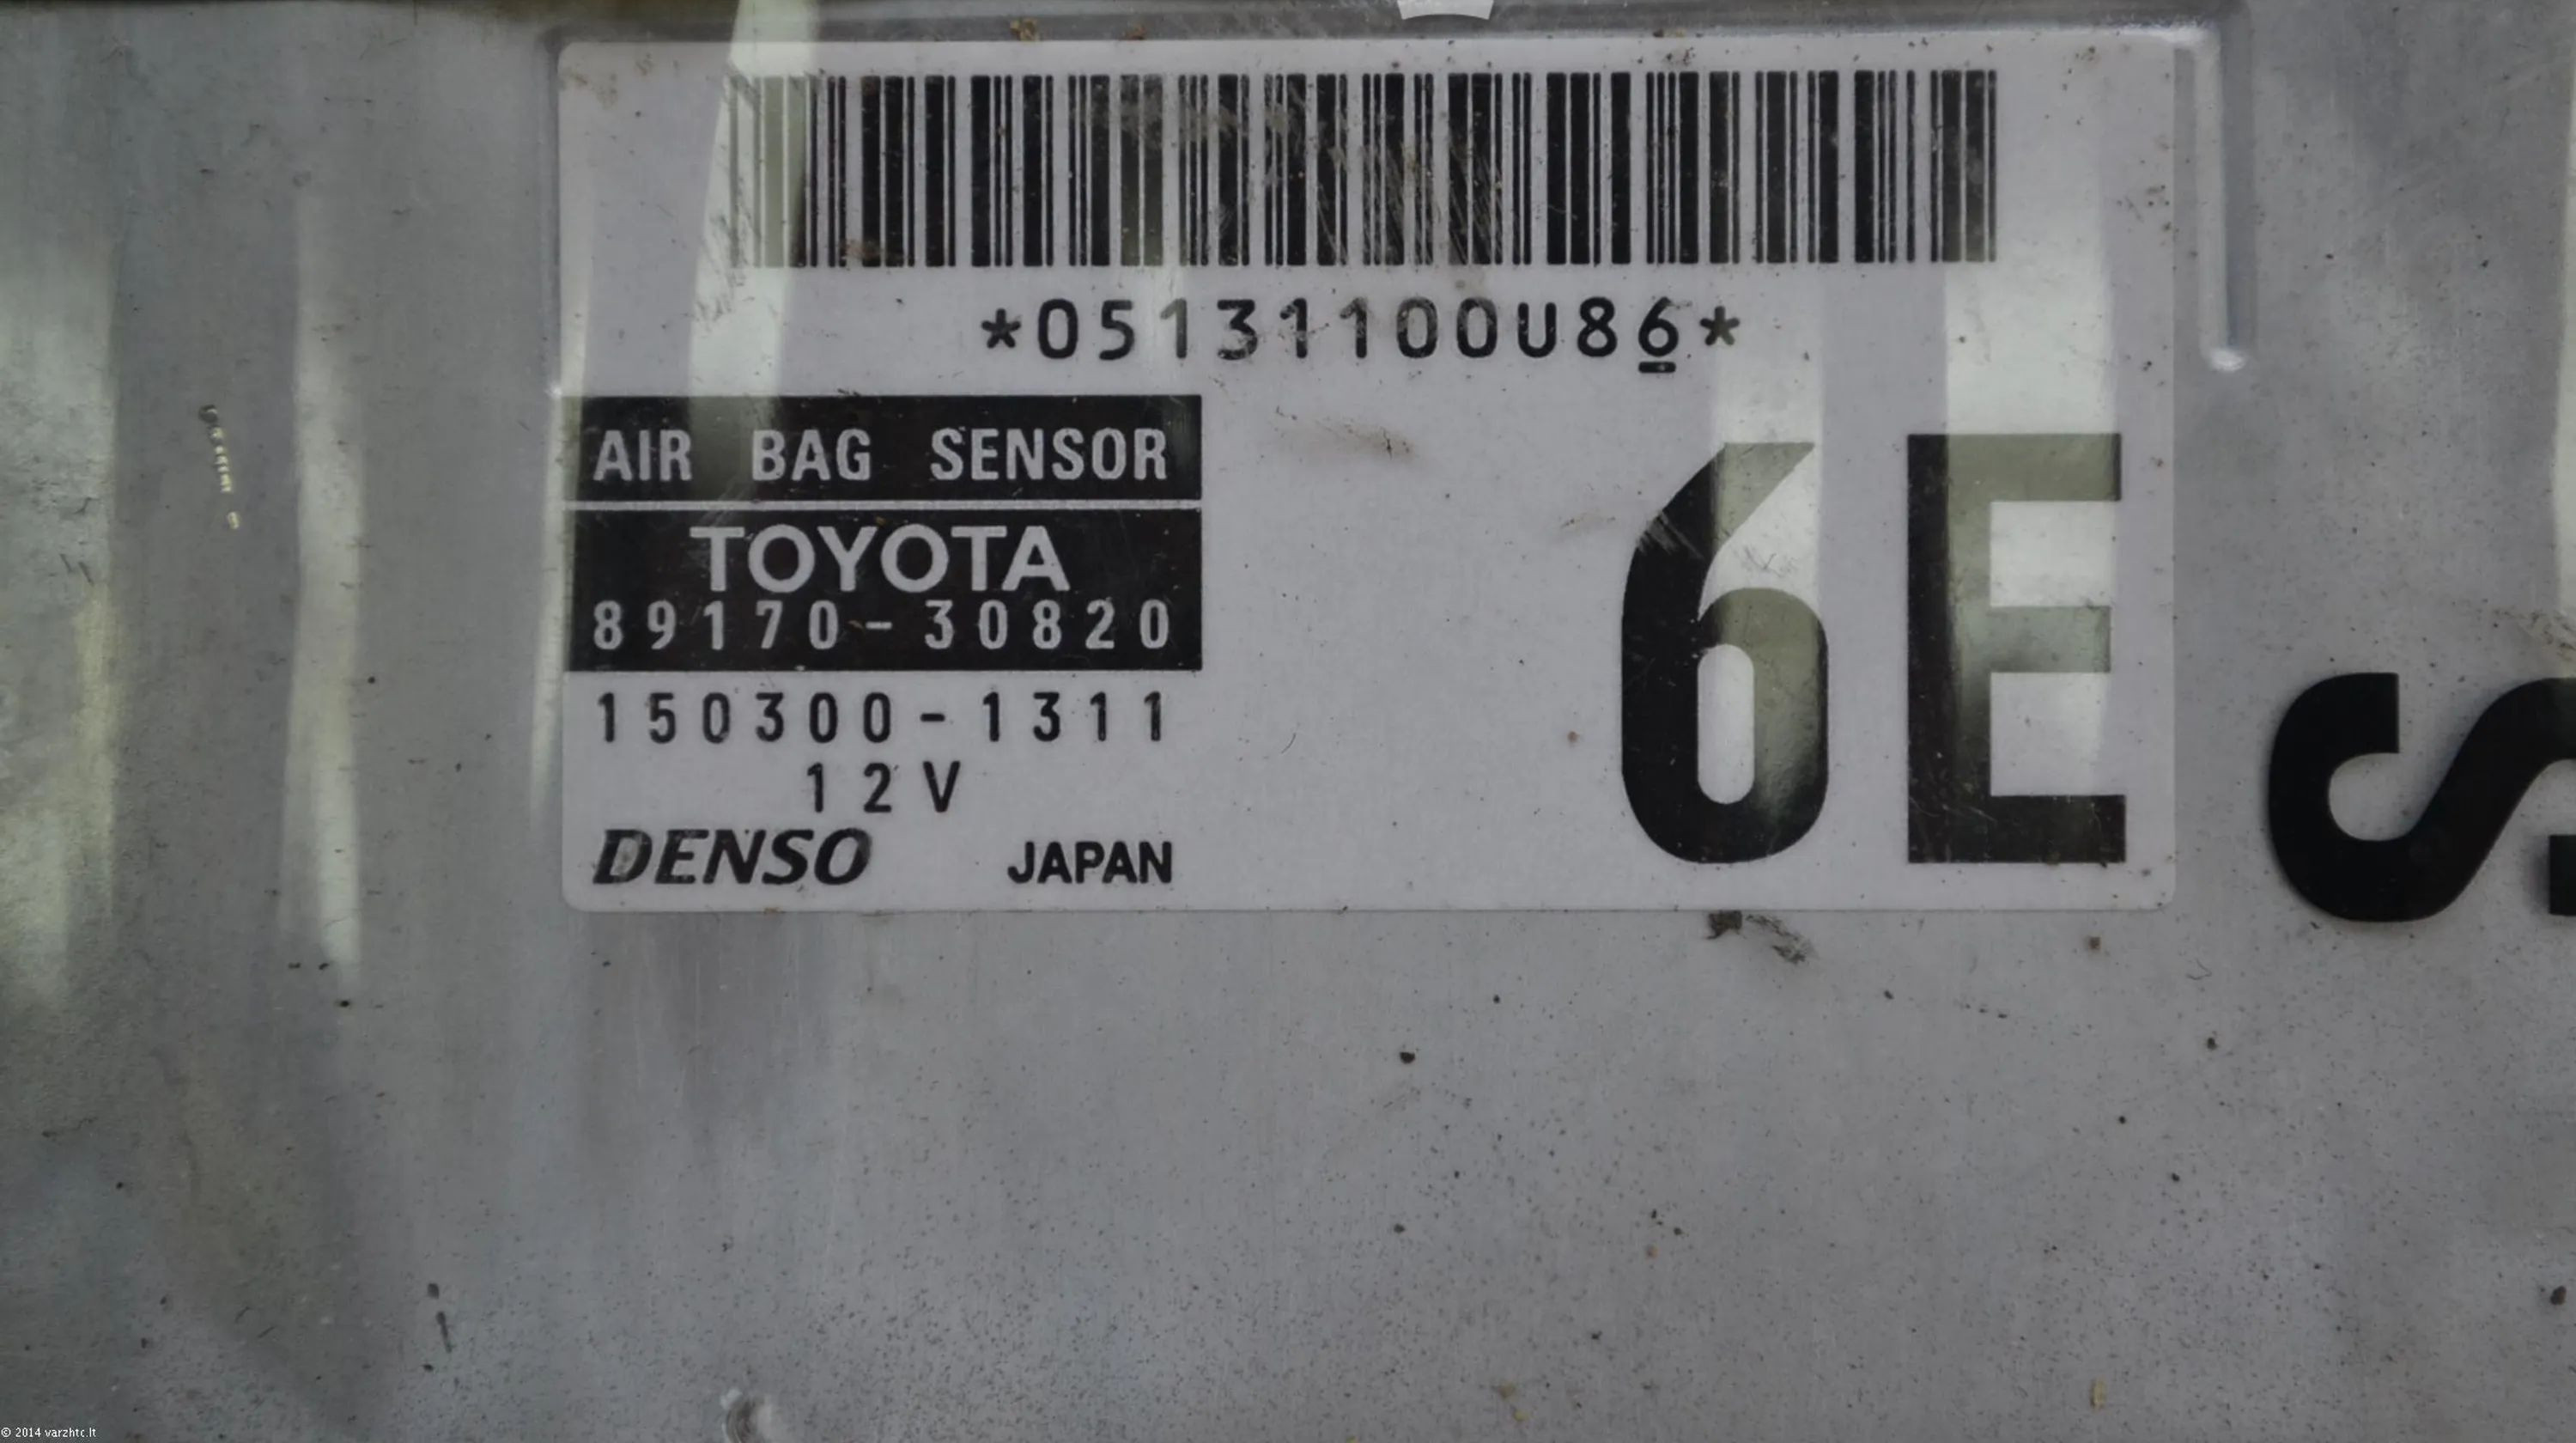 *05131100U86*
AIR BAG SENSOR
TOYOTA
89170-30820
150300-1311
12V
DENSO JAPAN
6E
S
© 2014 varzhtc.lt